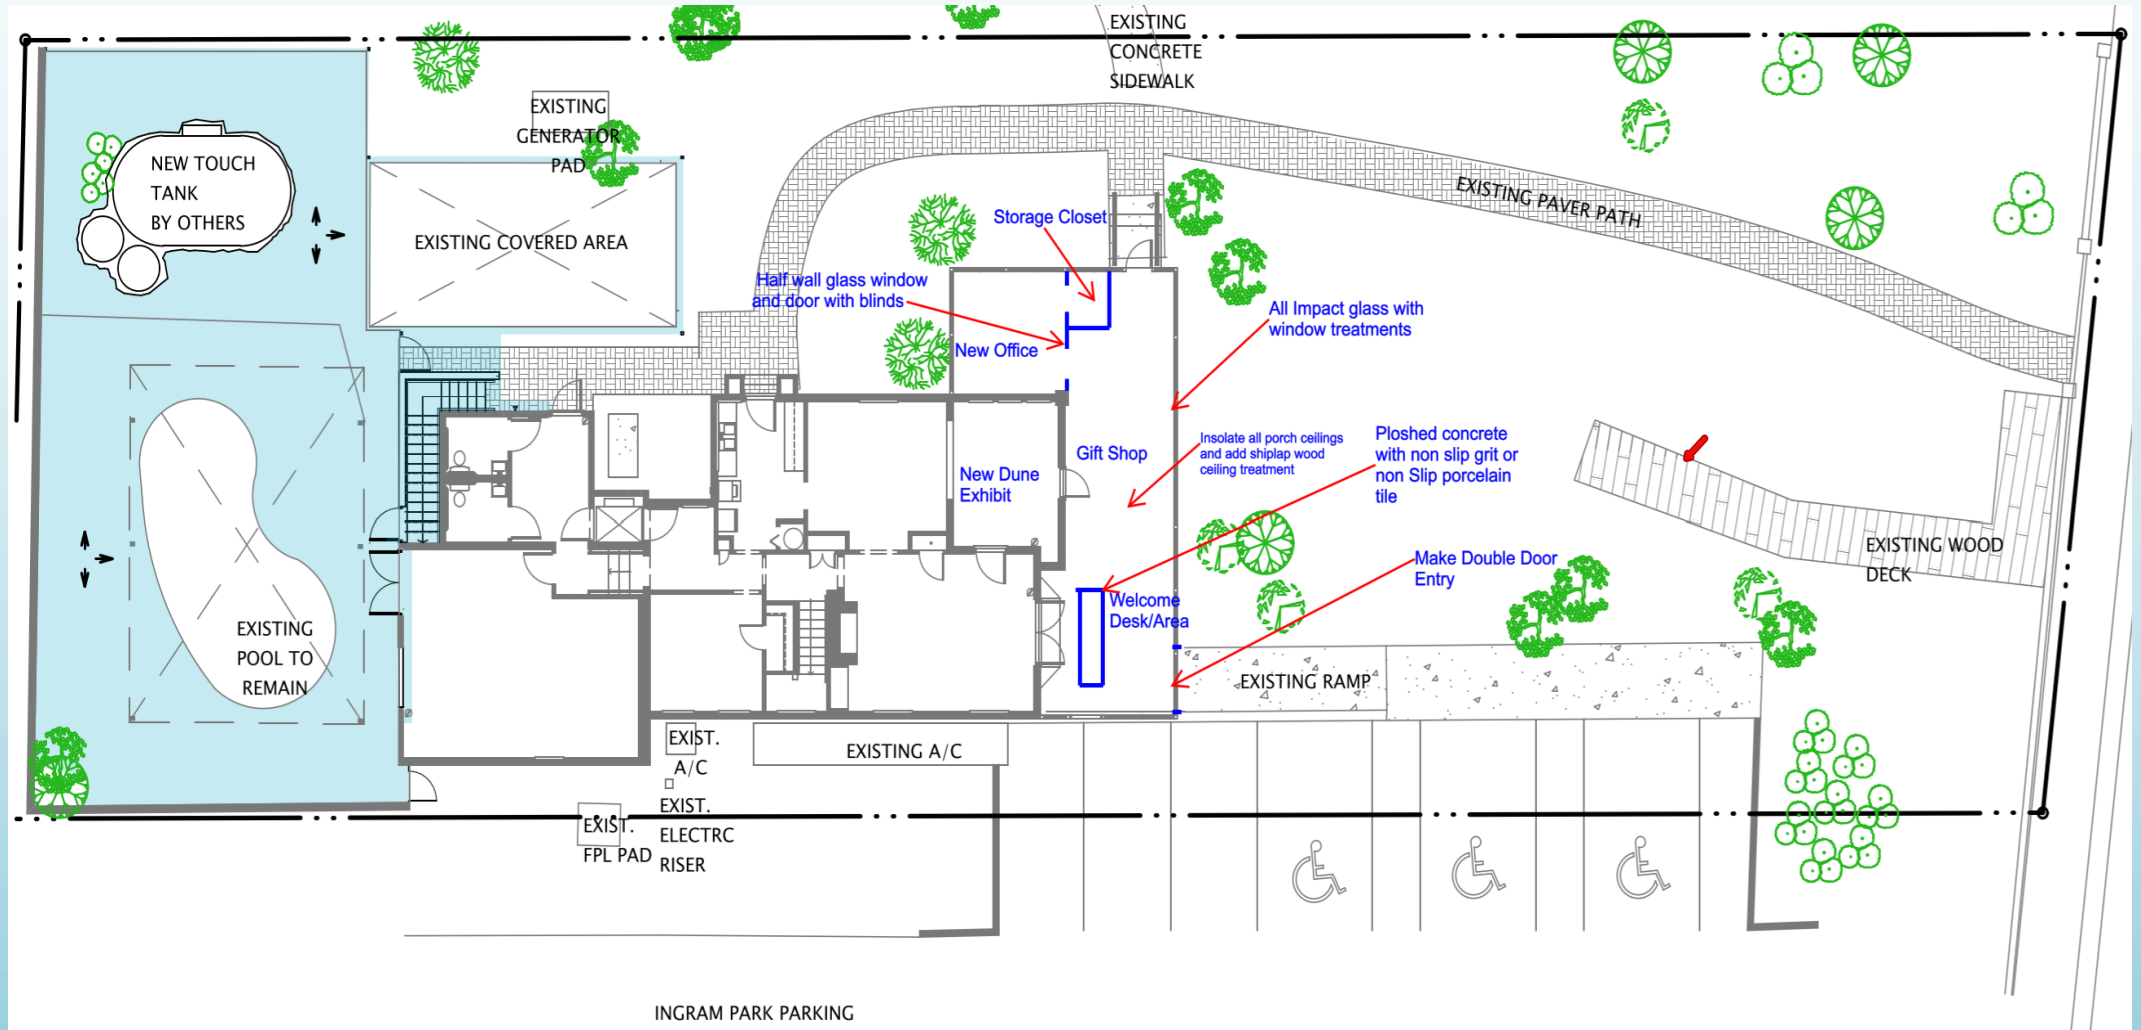 EXISTING
CONCRETE
SIDEWALK
EXISTING
GENERATOR
PAD
NEW TOUCH
TANK
BY OTHERS
EXISTING COVERED AREA
EXISTING PAVER PATH
Storage Closet
Half wall glass window
and door with blinds
New Office
All Impact glass with
window treatments
Gift Shop
Insolate all porch ceilings
and add shiplap wood
ceiling treatment
Ploshed concrete
with non slip grit or
non Slip porcelain
tile
New Dune
Exhibit
Make Double Door
Entry
EXISTING WOOD
DECK
Welcome
Desk/Area
EXISTING
POOL TO
REMAIN
EXISTING RAMP
EXIST.
A/C
EXISTING A/C
EXIST.
FPL PAD
EXIST.
ELECTRC
RISER
INGRAM PARK PARKING